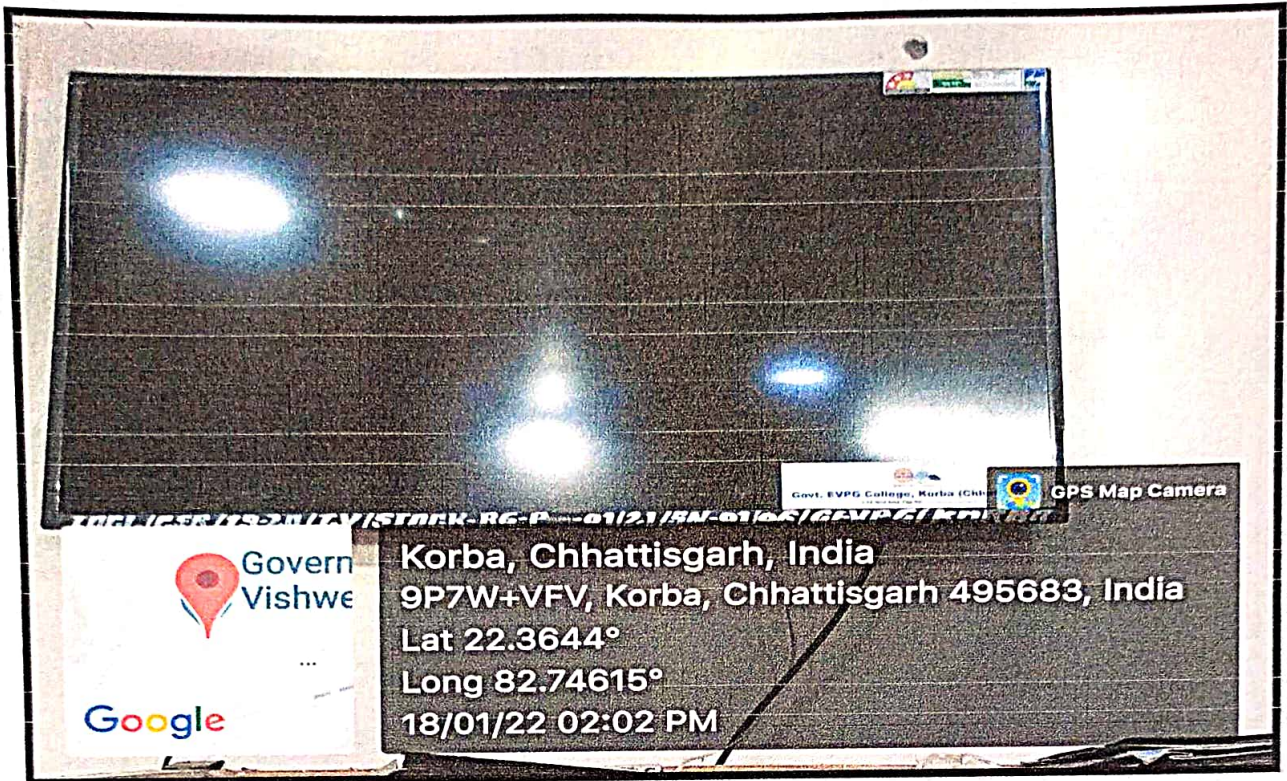 Govt. EVPG College, Korba (Chh
GPS Map Camera
Govern
Vishwe
...
Google
Korba, Chhattisgarh, India
9P7W+VFV, Korba, Chhattisgarh 495683, India
Lat 22.3644°
Long 82.74615°
18/01/22 02:02 PM